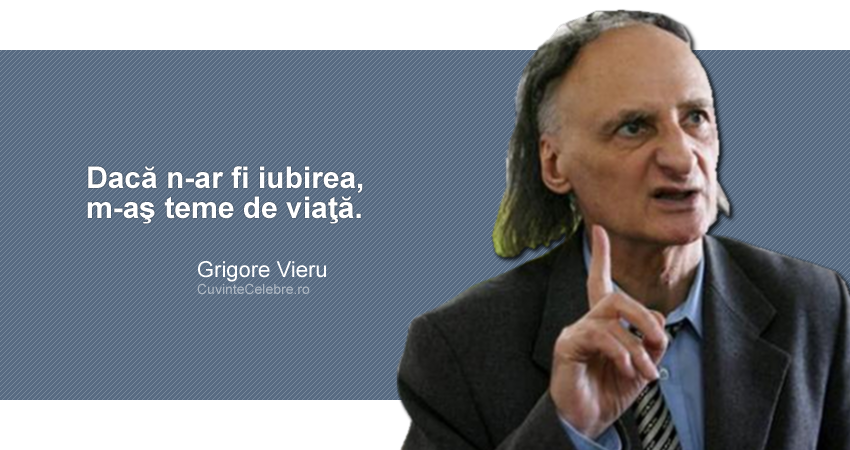 Dacă n-ar fi iubirea,
m-aş teme de viaţă.
Grigore Vieru
CuvinteCelebre.ro